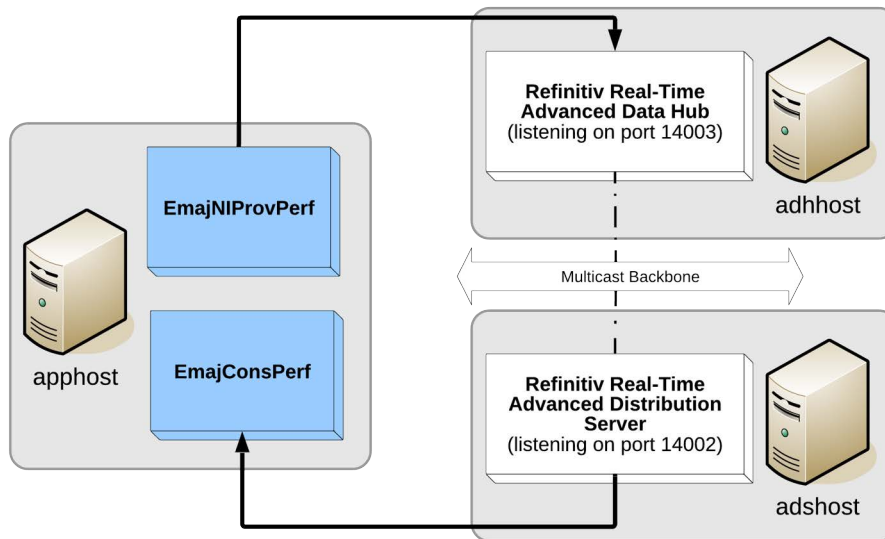 Refinitiv Real-Time
Advanced Data Hub
(listening on port 14003)
adhhost
EmajNIProvPerf
EmajConsPerf
apphost
Multicast Backbone
Refinitiv Real-Time
Advanced Distribution
Server
(listening on port 14002)
adshost